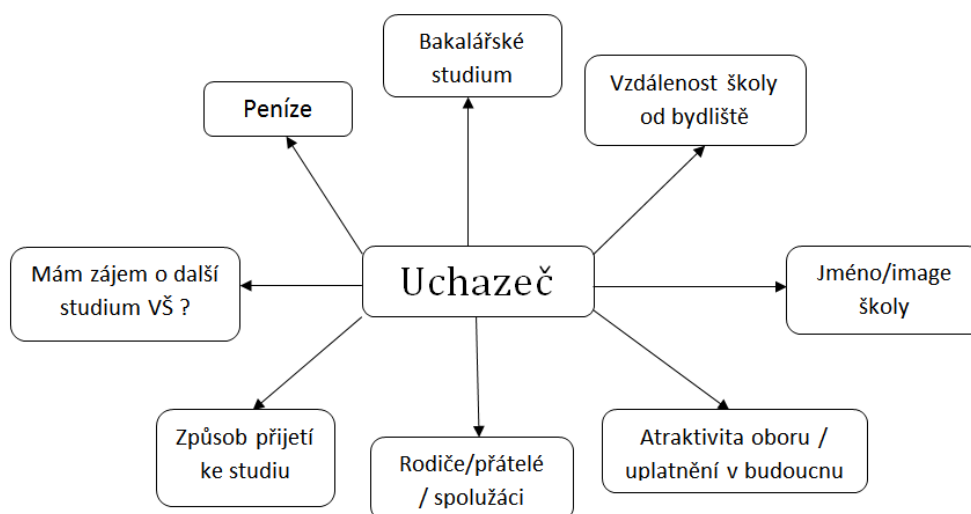 Bakalářské
studium
Peníze
Vzdálenost školy
od bydliště
Mám zájem o další
studium VŠ ?
Uchazeč
Jméno/image
školy
Způsob přijetí
ke studiu
Rodiče/přátelé
/ spolužáci
Atraktivita oboru /
uplatnění v budoucnu